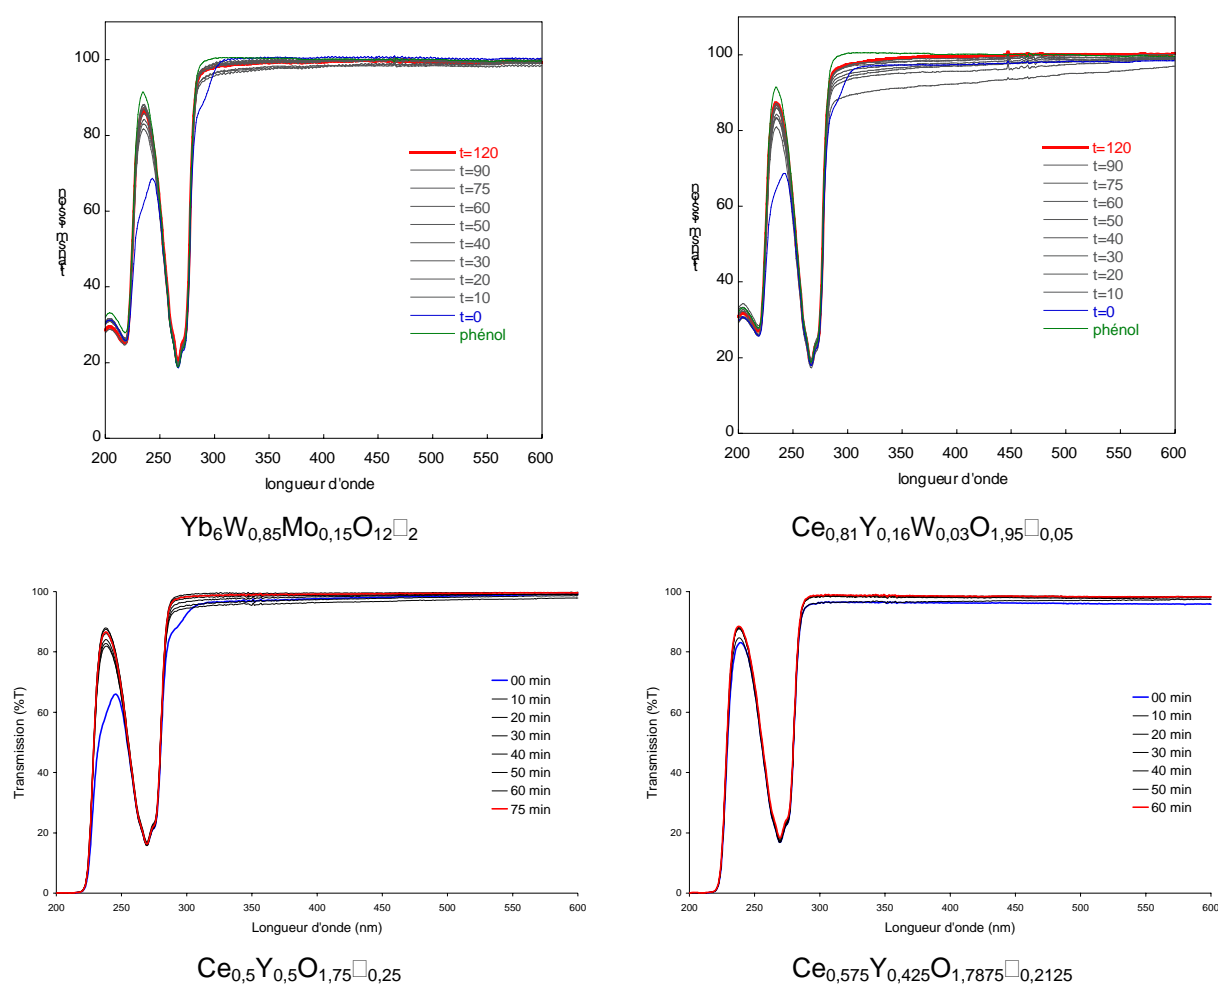 100
80
60
40
20
0
200 250 300 350 400 450 500 550 600
longueur d'onde
t=120
t=90
t=75
t=60
t=50
t=40
t=30
t=20
t=10
t=0
phénol
Yb6W0,85Mo0,15O12□2
100
80
60
40
20
0
200 250 300 350 400 450 500 550 600
longueur d'onde
t=120
t=90
t=75
t=60
t=50
t=40
t=30
t=20
t=10
t=0
phénol
Ce0,81Y0,16W0,03O1,95□0,05
Transmission (%T)
100
80
60
40
20
0
200 250 300 350 400 450 500 550 600
Longueur d'onde (nm)
00 min
10 min
20 min
30 min
40 min
50 min
60 min
75 min
Ce0,5Y0,5O1,75□0,25
Transmission (%T)
100
80
60
40
20
0
200 250 300 350 400 450 500 550 600
Longueur d'onde (nm)
00 min
10 min
20 min
30 min
40 min
50 min
60 min
Ce0,575Y0,425O1,7875□0,2125